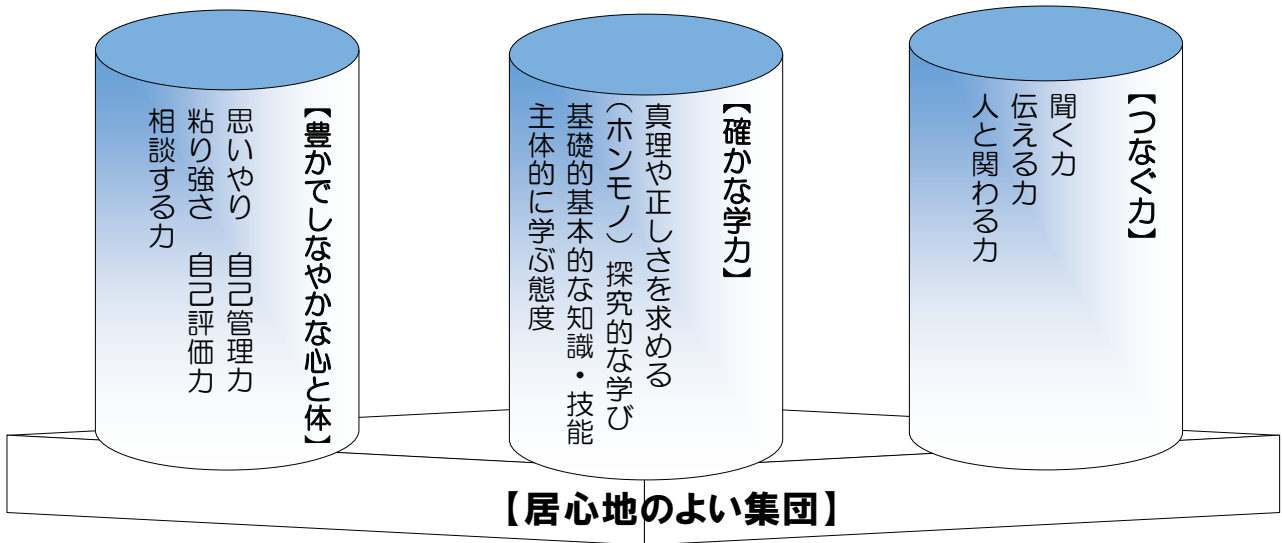 【つなぐ力】
聞く力
伝える力
人と関わる力
【確かな学力】
真理や正しさを求める
(ホンモノ) 探究的な学び
基礎的基本的な知識・技能
主体的に学ぶ態度
【豊かでしなやかな心と体】
思いやり　自己管理力
粘り強さ　自己評価力
相談する力
【居心地のよい集団】